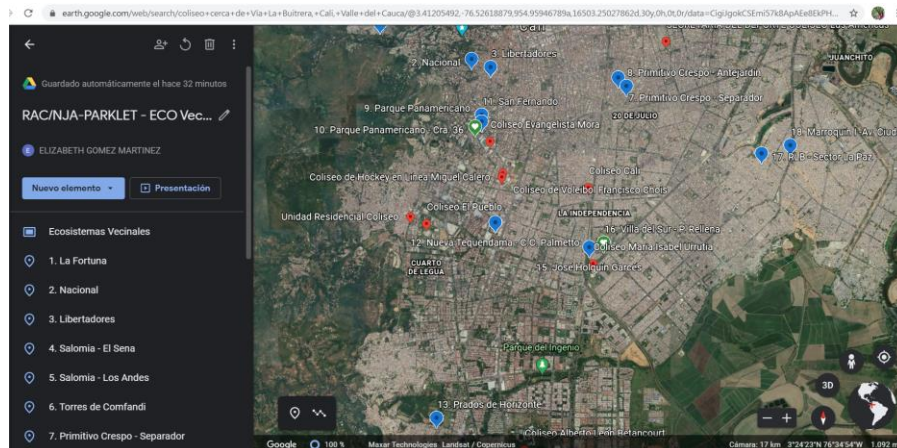 earth.google.com/web/search/coliseo+cerca+de+Via+La+Buitrera,+Cali,+Valle+del+Cauca/@3.41205492,-76.52618879,954.95946789a,16503.25027862d,30y,0h,0t,0r/data=CigiJgokCSEmi57kBApAEe8EkPH...
Guardado automáticamente el hace 32 minutos
RAC/NJA-PARKLET - ECO Vec...
E
ELIZABETH GOMEZ MARTINEZ
Nuevo elemento
Presentación
Ecosistemas Vecinales
1. La Fortuna
2. Nacional
3. Libertadores
4. Salomia - El Sena
5. Salomia - Los Andes
6. Torres de Comfandi
7. Primitivo Crespo - Separador
Cali
3. Libertadores
2. Nacional
JUANCHITO
8. Primitivo Crespo - Antejardin
7. Primitivo Crespo - Separador
9. Parque Panamericano
11. San Fernando
20 DE JULIO
10. Parque Panamericano - Cra. 36
Coliseo Evangelista Mora
18. Marroquin I - Av. Ciud
17. R.B - Sector La Paz
Coliseo Cali
Coliseo de Hockey en Línea Miguel Calero
Coliseo de Voleibol Francisco Chois
Coliseo El Pueblo
LA INDEPENDENCIA
Unidad Residencial Coliseo
16. Villa del Sur - P. Rellena
12. Nueva Tequendama - C.C. Palmetto
Coliseo María Isabel Urrutia
CUARTO
DE LEGUA
15. José Holguin Garcés
Parque del Ingenio
13. Prados de Horizonte
3D
Coliseo Alberto León Betancourt
Google
100 %
Maxar Technologies Landsat / Copernicus
Cámara: 17 km 3°24'23"N 76°34'54"W 1.092 m